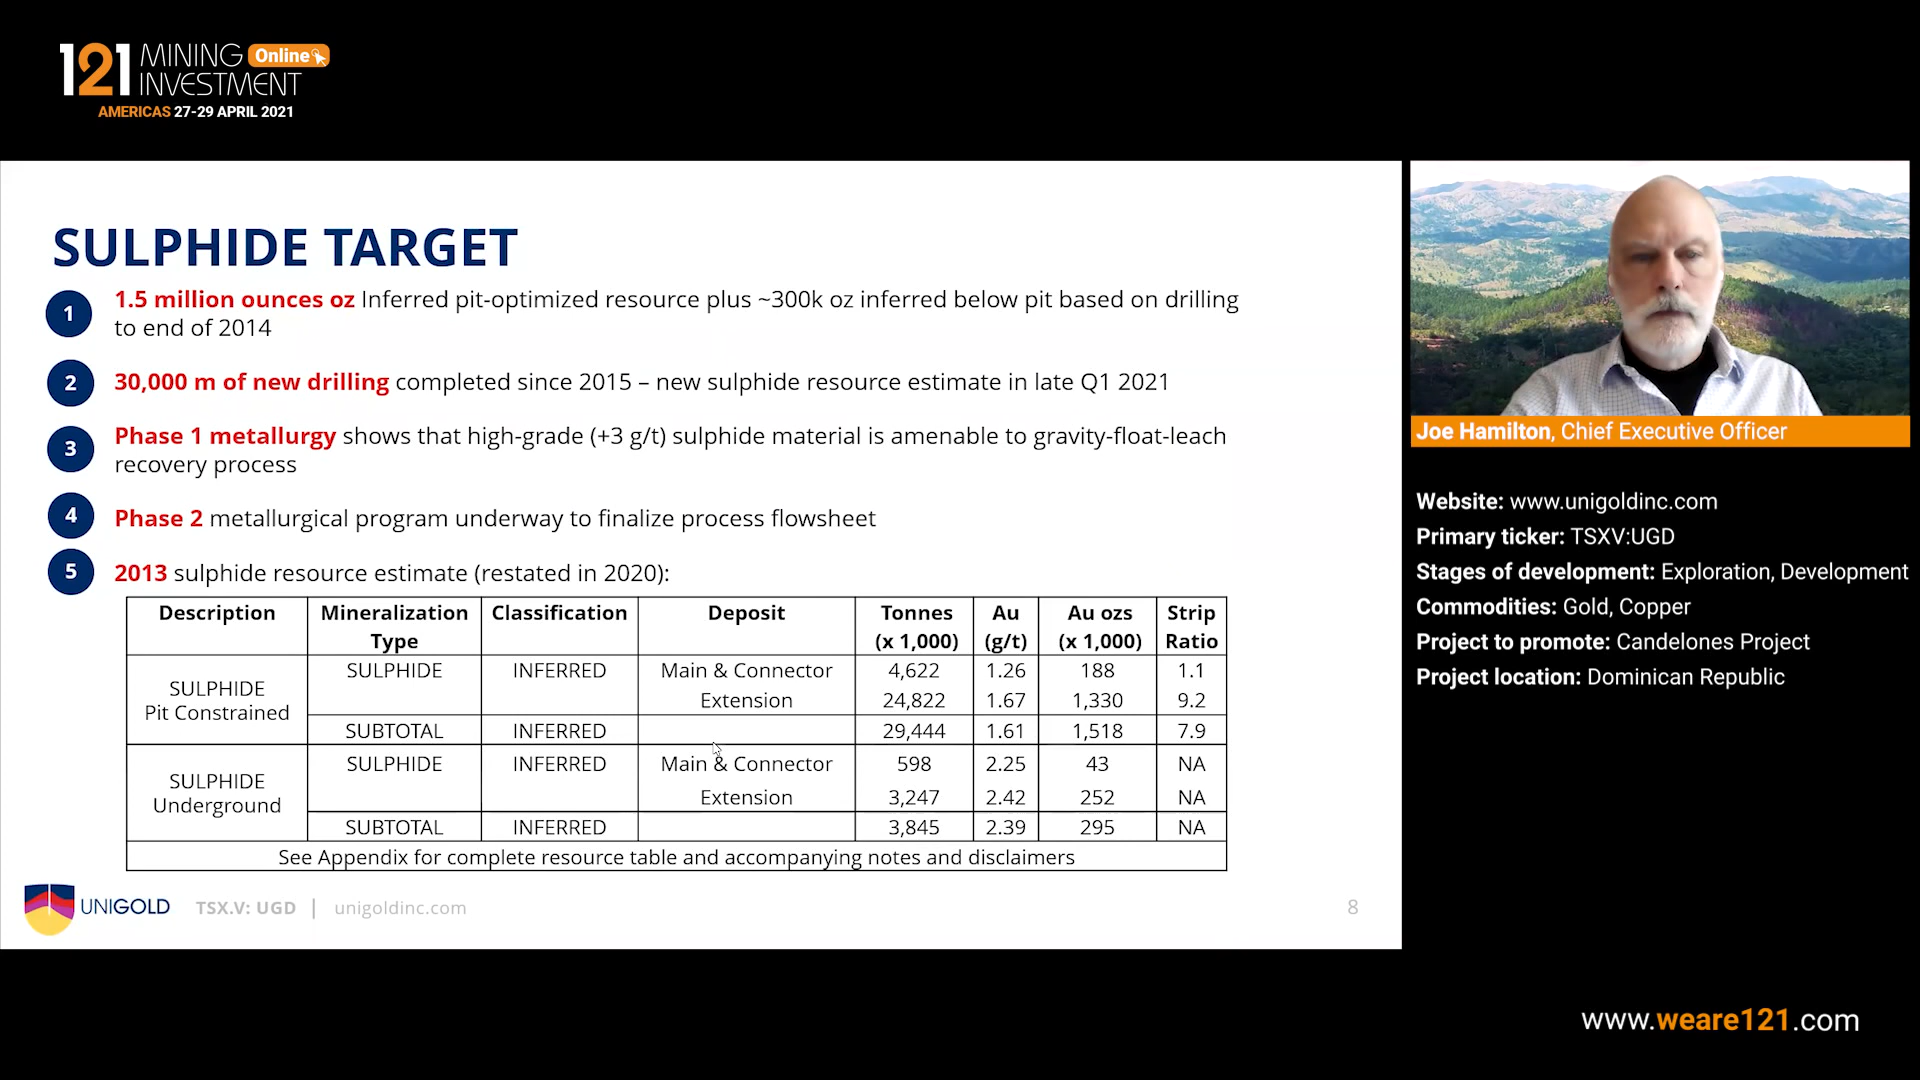 121 MINING Online
INVESTMENT
AMERICAS 27-29 APRIL 2021
SULPHIDE TARGET
1 1.5 million ounces oz Inferred pit-optimized resource plus ~300k oz inferred below pit based on drilling
to end of 2014
2 30,000 m of new drilling completed since 2015 – new sulphide resource estimate in late Q1 2021
3 Phase 1 metallurgy shows that high-grade (+3 g/t) sulphide material is amenable to gravity-float-leach
recovery process
4 Phase 2 metallurgical program underway to finalize process flowsheet
5 2013 sulphide resource estimate (restated in 2020):
Description Mineralization Type Classification Deposit Tonnes (x 1,000) Au (g/t) Au ozs (x 1,000) Strip Ratio
SULPHIDE Pit Constrained SULPHIDE INFERRED Main & Connector 4,622 1.26 188 1.1
Extension 24,822 1.67 1,330 9.2
SUBTOTAL INFERRED 29,444 1.61 1,518 7.9
SULPHIDE Underground SULPHIDE INFERRED Main & Connector 598 2.25 43 NA
Extension 3,247 2.42 252 NA
SUBTOTAL INFERRED 3,845 2.39 295 NA
See Appendix for complete resource table and accompanying notes and disclaimers
UNIGOLD TSX.V: UGD | unigoldinc.com 8
Joe Hamilton, Chief Executive Officer
Website: www.unigoldinc.com
Primary ticker: TSXV:UGD
Stages of development: Exploration, Development
Commodities: Gold, Copper
Project to promote: Candelones Project
Project location: Dominican Republic
www.weare121.com